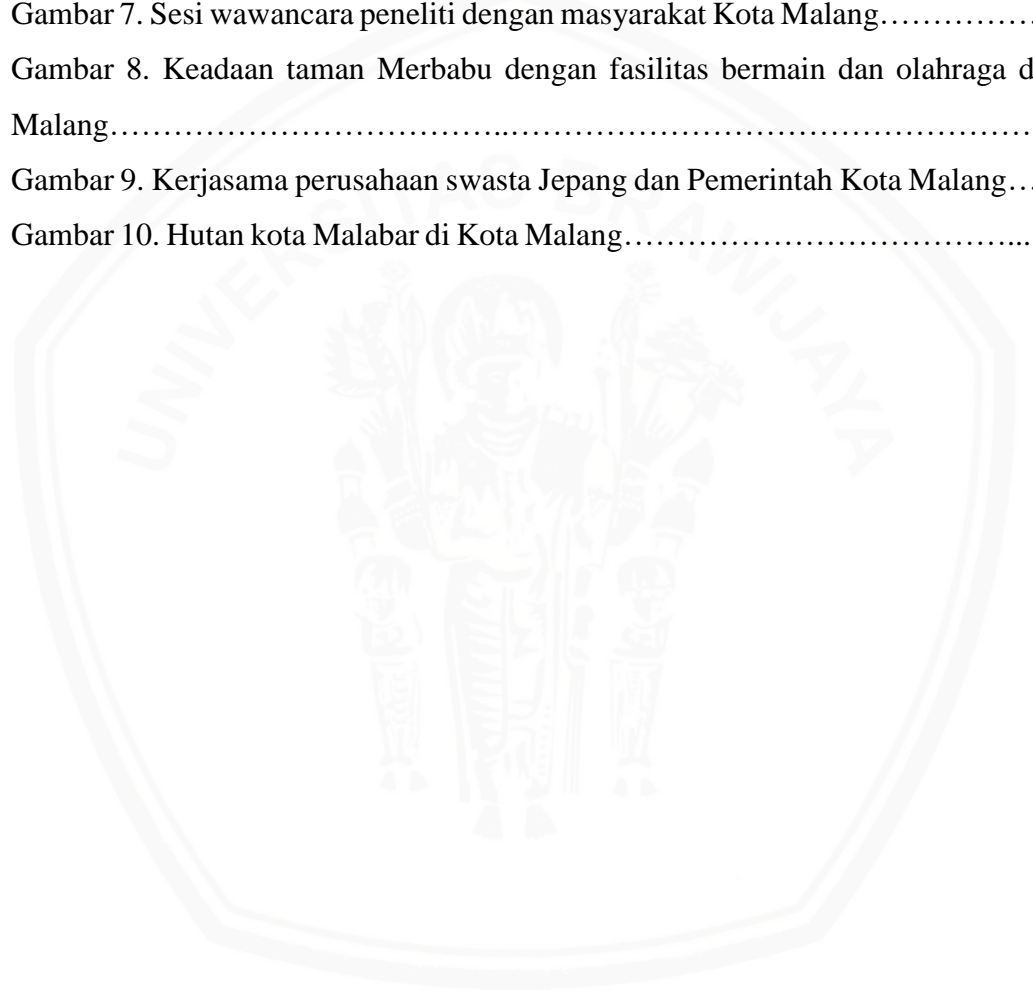 Gambar 7. Sesi wawancara peneliti dengan masyarakat Kota Malang…………….
Gambar 8. Keadaan taman Merbabu dengan fasilitas bermain dan olahraga d
Malang………………………………..……………………………………………
Gambar 9. Kerjasama perusahaan swasta Jepang dan Pemerintah Kota Malang…
Gambar 10. Hutan kota Malabar di Kota Malang………………………………...
UNIVERSITAS BRAWIJAYA